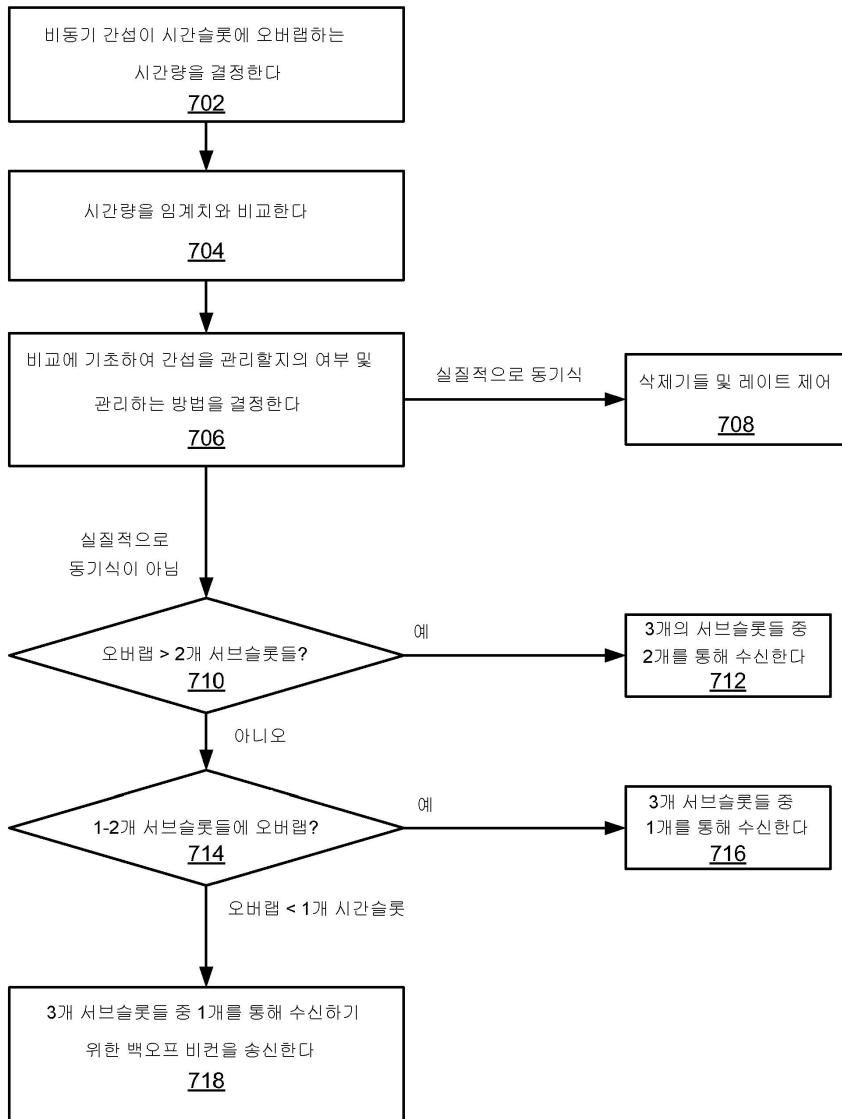 비동기 간섭이 시간슬롯에 오버랩하는
시간량을 결정한다
702
시간량을 임계치와 비교한다
704
비교에 기초하여 간섭을 관리할지의 여부 및
관리하는 방법을 결정한다
706
실질적으로 동기식
삭제기들 및 레이트 제어
708
실질적으로
동기식이 아님
오버랩 > 2개 서브슬롯들?
710
예
3개의 서브슬롯들 중
2개를 통해 수신한다
712
아니오
1-2개 서브슬롯들에 오버랩?
714
예
3개 서브슬롯들 중
1개를 통해 수신한다
716
오버랩 < 1개 시간슬롯
3개 서브슬롯들 중 1개를 통해 수신하기
위한 백오프 비컨을 송신한다
718